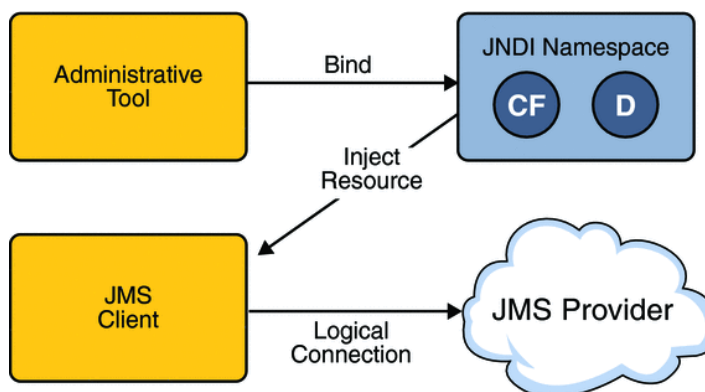 Administrative
Tool
Bind
JNDI Namespace
CF
D
Inject
Resource
JMS
Client
Logical
Connection
JMS Provider